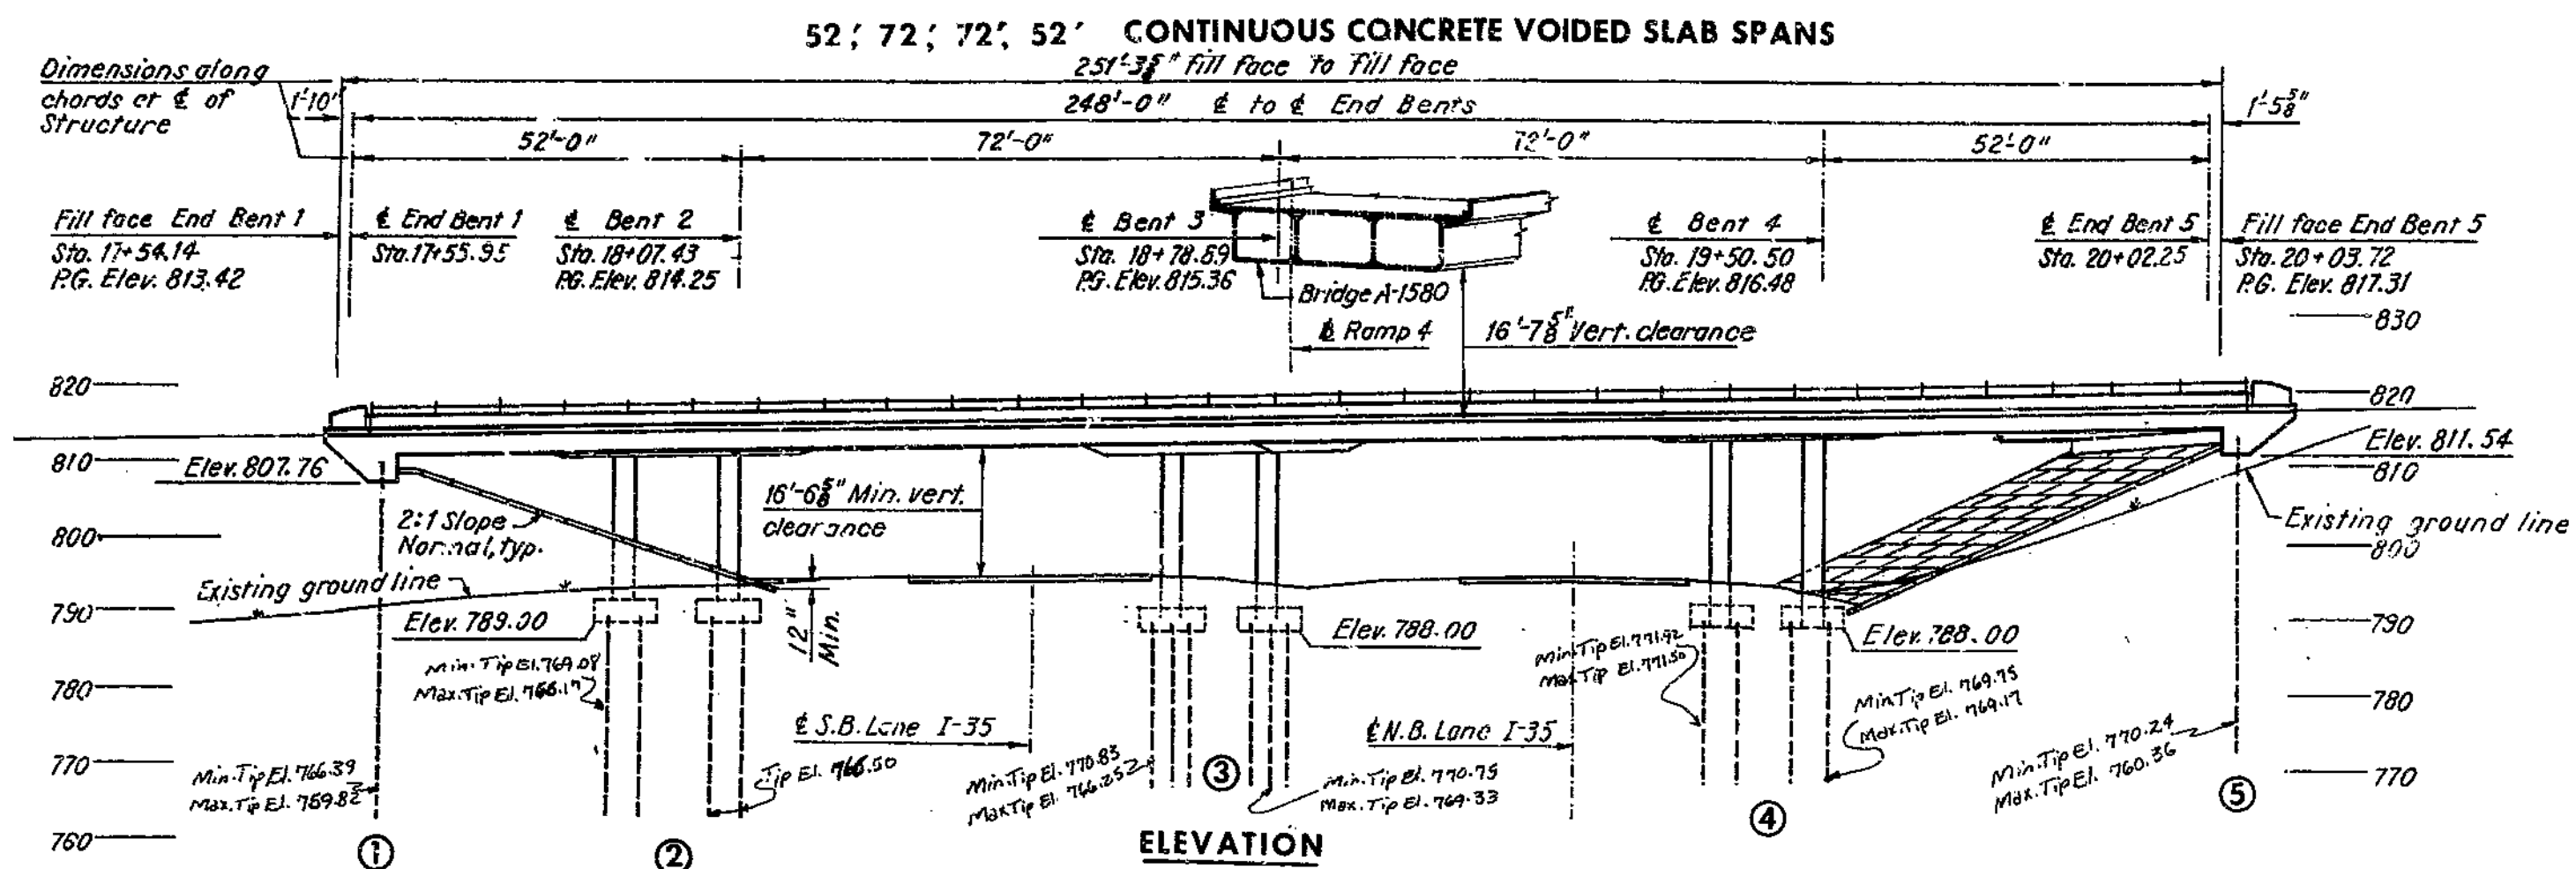 52', 72', 72', 52' CONTINUOUS CONCRETE VOIDED SLAB SPANS
251'-3⅝" Fill face to Fill face
Dimensions along
chords at ℄ of
Structure
1'-10"
248'-0" ℄ to ℄ End Bents
1'-5⅝"
52'-0"
72'-0"
72'-0"
52'-0"
Fill face End Bent 1
Sta. 17+54.14
P.G. Elev. 813.42
℄ End Bent 1
Sta. 17+55.95
℄ Bent 2
Sta. 18+07.43
P.G. Elev. 814.25
℄ Bent 3
Sta. 18+78.69
P.G. Elev. 815.36
Bridge A-1580
℄ Ramp 4
16'-7⅝" Vert. clearance
℄ Bent 4
Sta. 19+50.50
P.G. Elev. 816.48
℄ End Bent 5
Sta. 20+02.25
Fill face End Bent 5
Sta. 20+03.72
P.G. Elev. 817.31
830
820
820
810
Elev. 807.76
Elev. 811.54
810
16'-6⅝" Min. vert.
clearance
2:1 Slope
Normal, typ.
800
Existing ground line
800
Existing ground line
790
Elev. 789.00
12"
Min.
Elev. 788.00
Elev. 788.00
790
Min. Tip El. 769.08
Max. Tip El. 766.17
Min Tip El. 771.92
Max Tip El. 771.50
780
780
Min Tip El. 769.75
Max. Tip El. 769.17
℄ S.B. Lane I-35
℄ N.B. Lane I-35
770
Min. Tip El. 766.39
Max. Tip El. 759.82
Tip El. 766.50
Min. Tip El. 770.83
Max Tip El. 766.25
Min. Tip El. 770.75
Max. Tip El. 769.33
Min. Tip El. 770.24
Max. Tip El. 760.36
770
760
1
2
3
4
5
ELEVATION